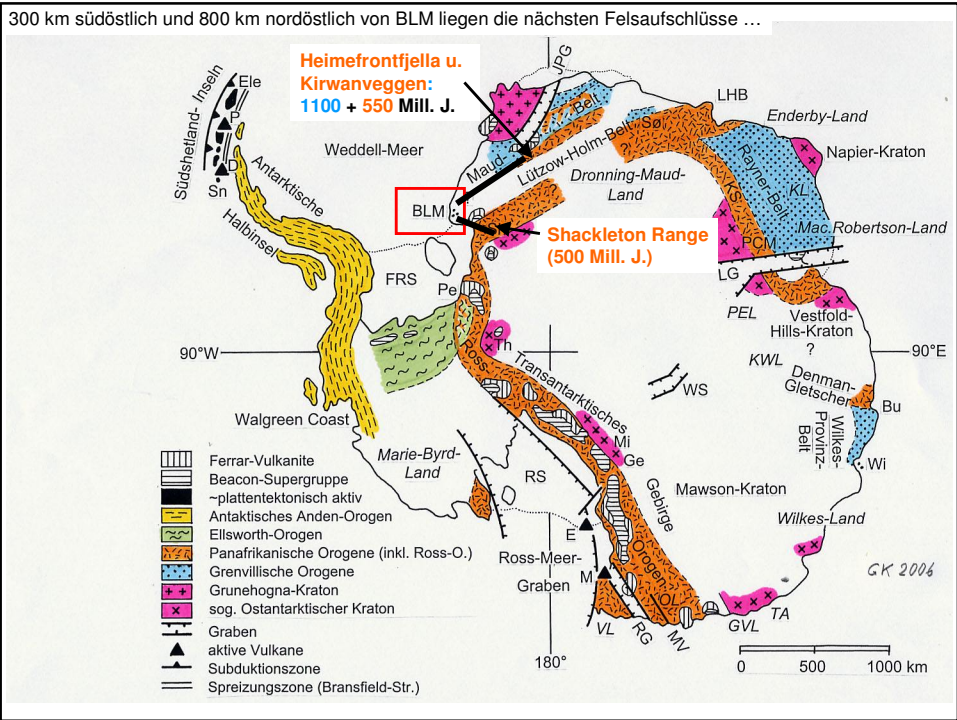 300 km südöstlich und 800 km nordöstlich von BLM liegen die nächsten Felsaufschlüsse …
Heimefrontfjella u.
Kirwanveggen:
1100 + 550 Mill. J.
JPG
Ele
P
D
Sn
Südshetland-Inseln
Antarktische
Halbinsel
Weddell-Meer
Maud
Belt
Lützow-Holm-Belt
Sø
?
?
LHB
Enderby-Land
Napier-Kraton
Rayner-Belt
KL
Dronning-Maud-
Land
BLM
H
Shackleton Range
(500 Mill. J.)
KS
PCM
Mac.Robertson-Land
LG
PEL
Vestfold-
Hills-Kraton
?
FRS
Pe
Th
90°W
90°E
Ross-
Transantarktisches
KWL
WS
Denman-
Gletscher
Bu
Wilkes-
Provinz-
Belt
Wi
Walgreen Coast
Marie-Byrd-
Land
RS
Mi
Ge
Gebirge
Mawson-Kraton
Wilkes-Land
E
Ross-Meer-
Graben
M
Orogen
VL
RG
MV
GVL
TA
GK 2006
180°
0 500 1000 km
Ferrar-Vulkanite
Beacon-Supergruppe
~plattentektonisch aktiv
Antaktisches Anden-Orogen
Ellsworth-Orogen
Panafrikanische Orogene (inkl. Ross-O.)
Grenvillische Orogene
Grunehogna-Kraton
sog. Ostantarktischer Kraton
Graben
aktive Vulkane
Subduktionszone
Spreizungszone (Bransfield-Str.)